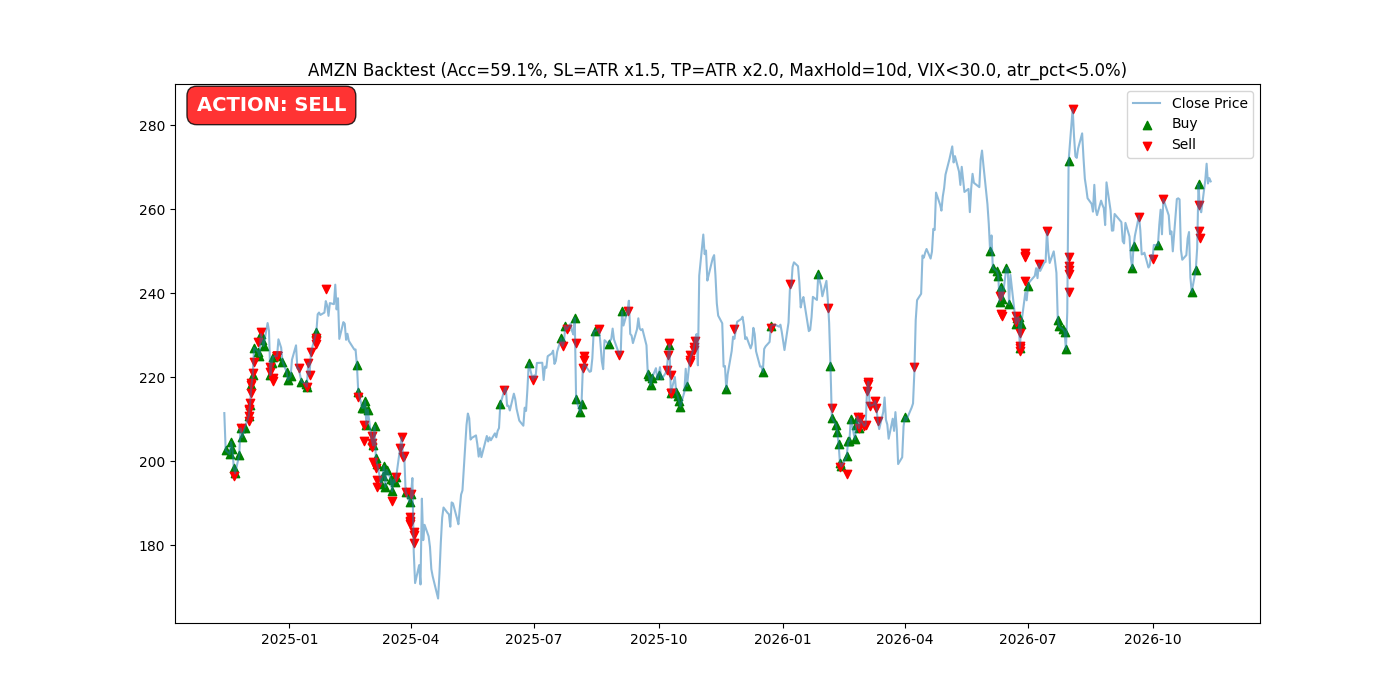 AMZN Backtest (Acc=59.1%, SL=ATR x1.5, TP=ATR x2.0, MaxHold=10d, VIX<30.0, atr_pct<5.0%)
ACTION: SELL
Close Price
Buy
Sell
280
260
240
220
200
180
2025-01
2025-04
2025-07
2025-10
2026-01
2026-04
2026-07
2026-10